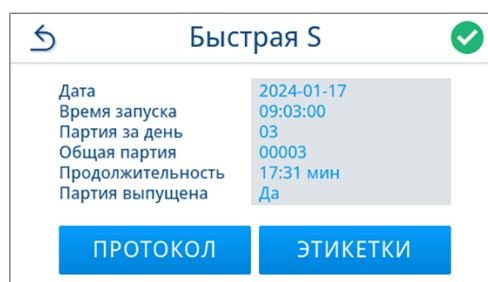 Быстрая S
Дата 2024-01-17
Время запуска 09:03:00
Партия за день 03
Общая партия 00003
Продолжительность 17:31 мин
Партия выпущена Да
ПРОТОКОЛ ЭТИКЕТКИ